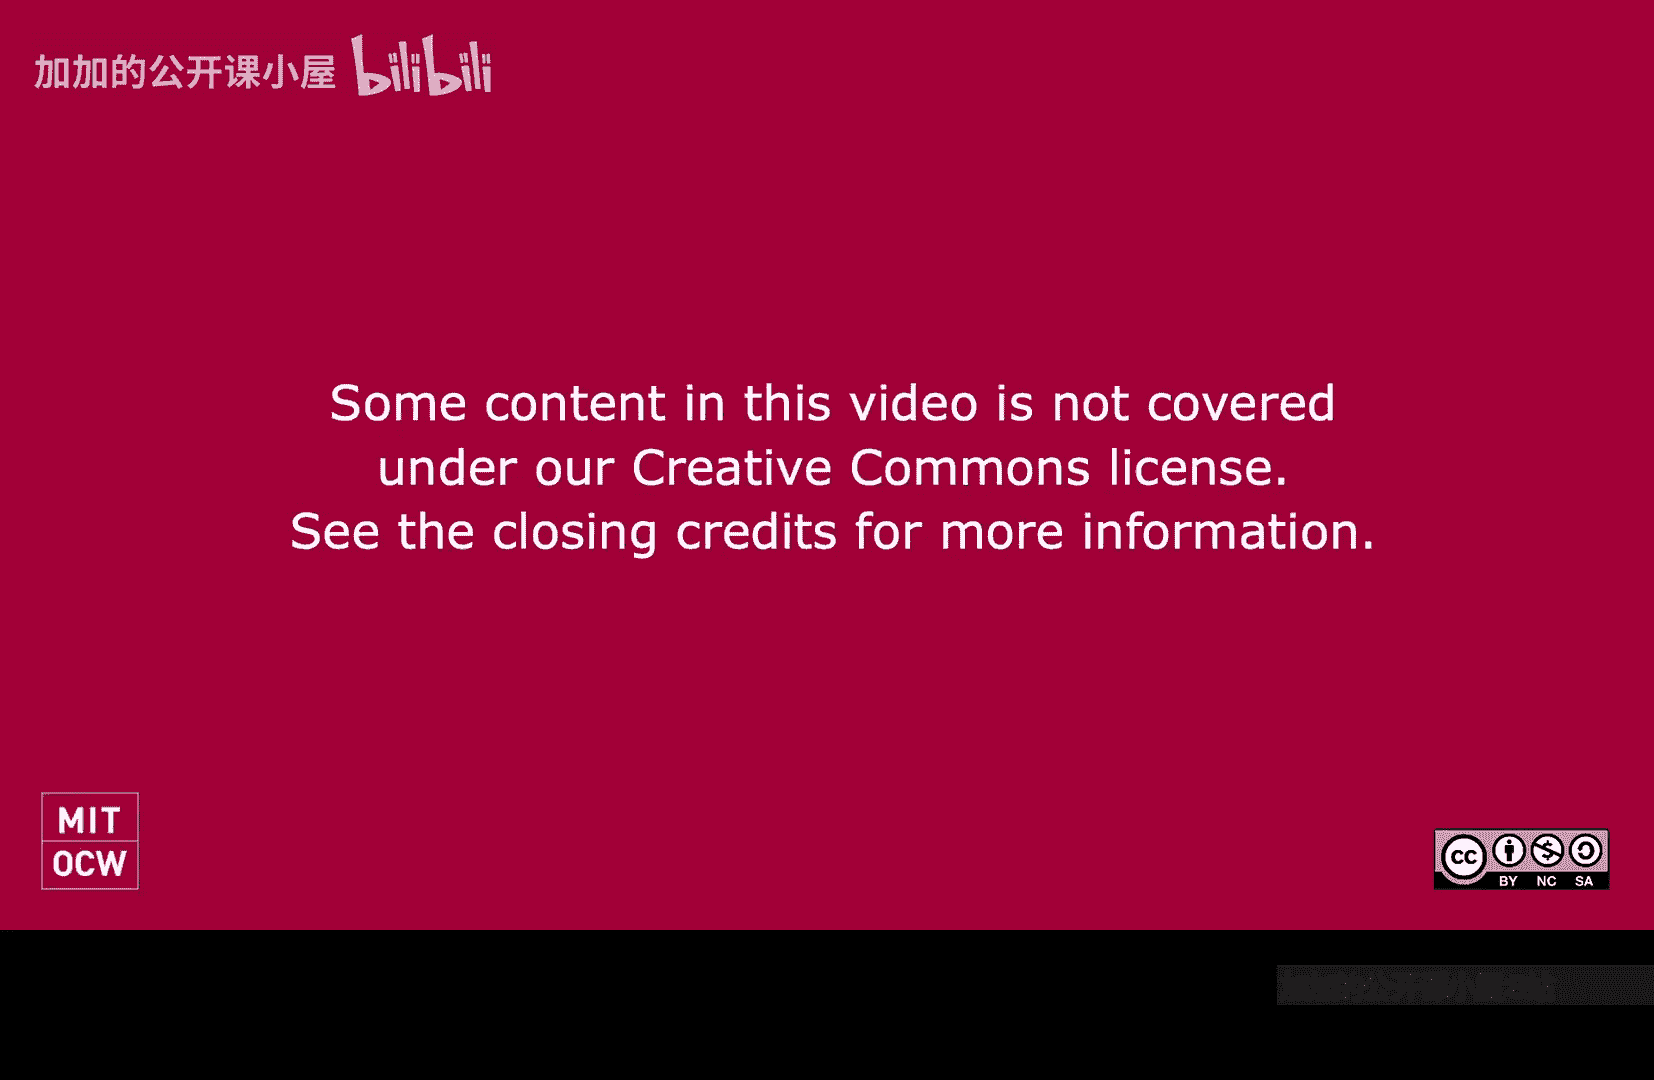 加加的公开课小屋 bilibili
Some content in this video is not covered
under our Creative Commons license.
See the closing credits for more information.
MIT
OCW
cc
BY NC SA